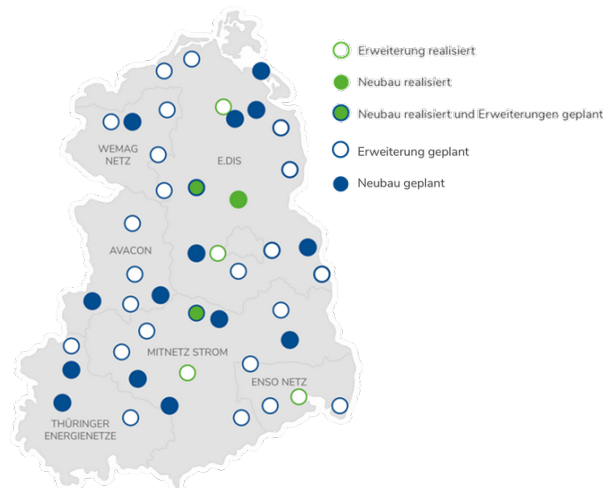 Erweiterung realisiert
Neubau realisiert
Neubau realisiert und Erweiterungen geplant
Erweiterung geplant
Neubau geplant
WEMAG
NETZ
E.DIS
AVACON
MITNETZ STROM
ENSO NETZ
THÜRINGER
ENERGIENETZE